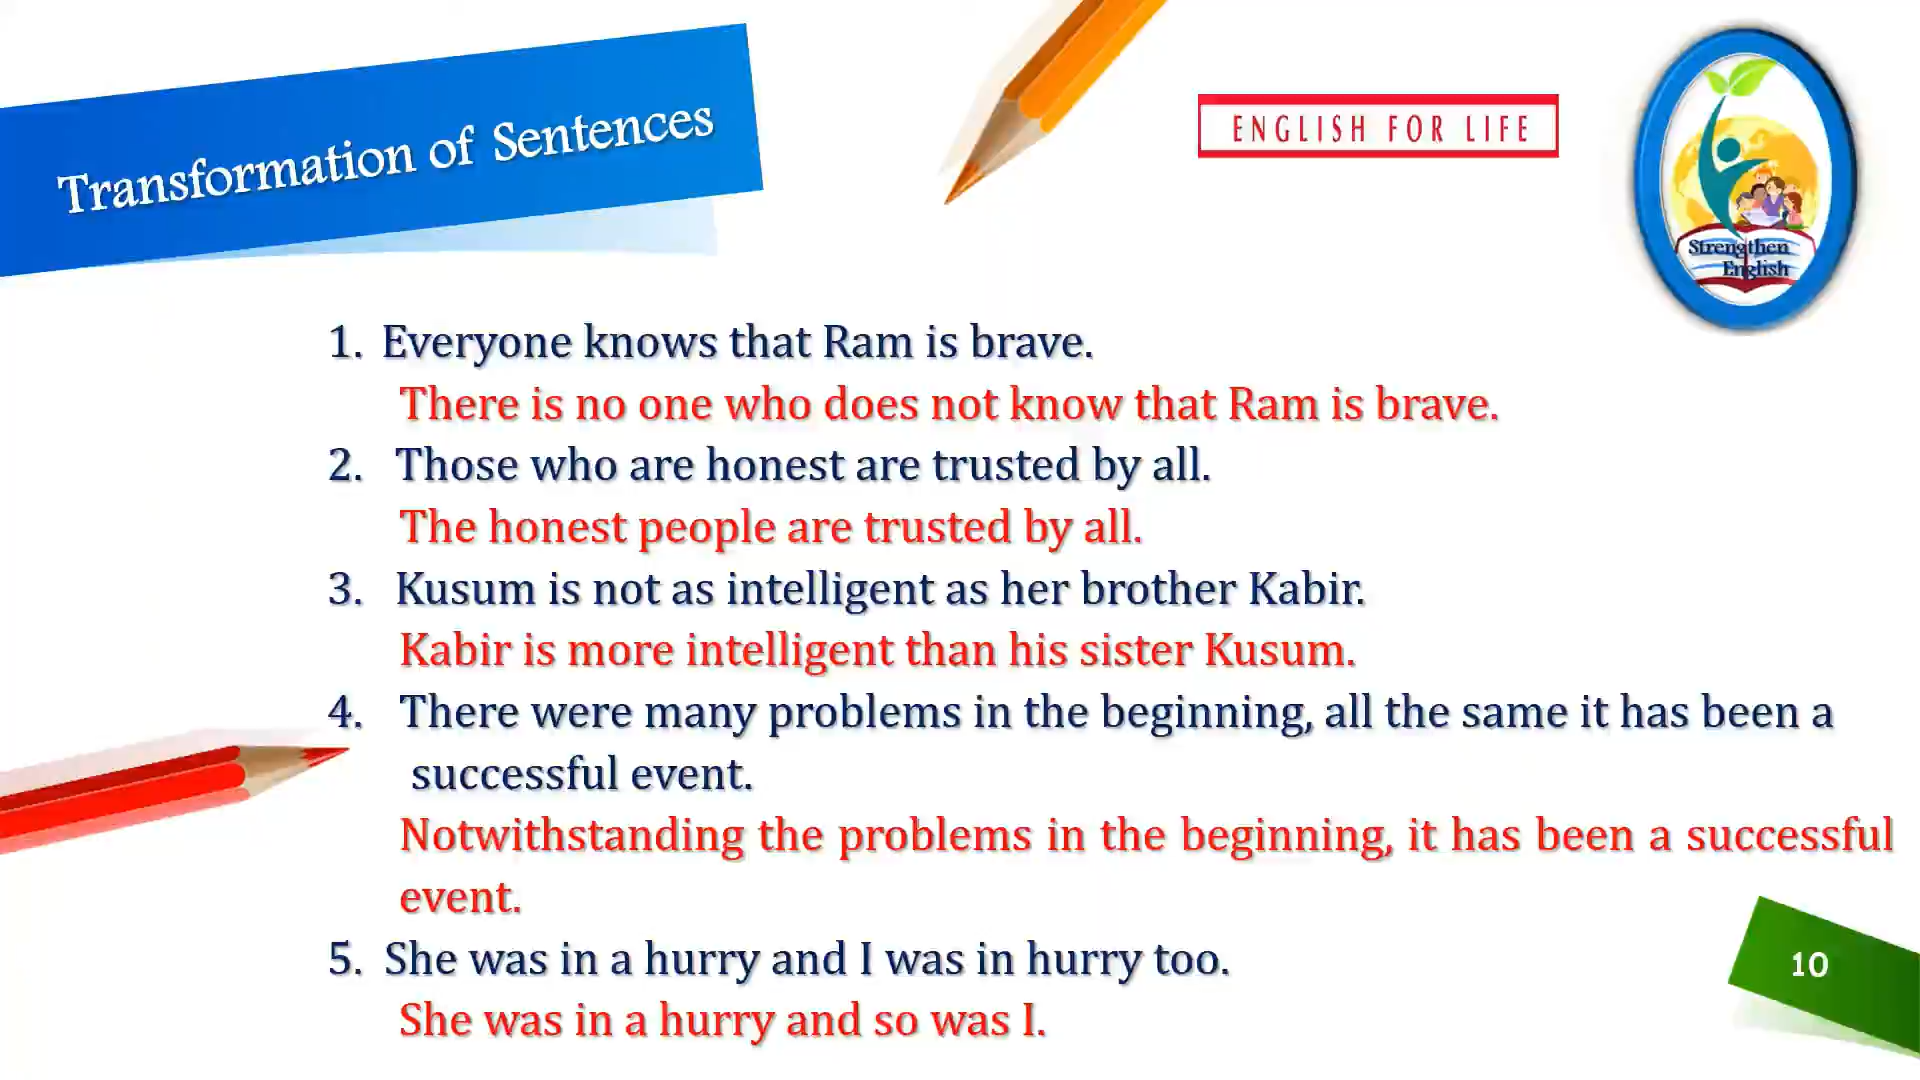 Transformation of Sentences
ENGLISH FOR LIFE
Strengthen
English
1. Everyone knows that Ram is brave.
There is no one who does not know that Ram is brave.
2. Those who are honest are trusted by all.
The honest people are trusted by all.
3. Kusum is not as intelligent as her brother Kabir.
Kabir is more intelligent than his sister Kusum.
4. There were many problems in the beginning, all the same it has been a
successful event.
Notwithstanding the problems in the beginning, it has been a successful
event.
5. She was in a hurry and I was in hurry too.
She was in a hurry and so was I.
10